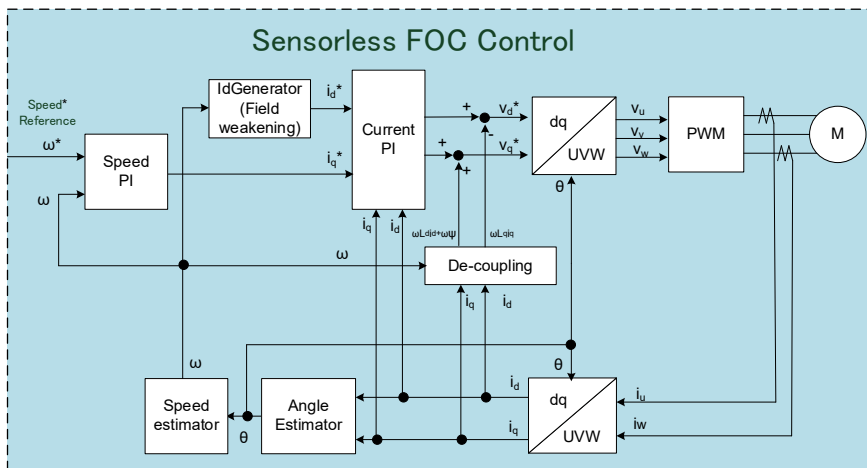 Sensorless FOC Control
Speed*
Reference
ω*
ω
Speed
PI
IdGenerator
(Field
weakening)
id*
iq*
Current
PI
+
+
-
+
vd*
vq*
dq
UVW
θ
vu
vv
vw
PWM
M
iq
id
ωLdid+ωψ
ωLqiq
ω
De-coupling
iq
id
ω
θ
Speed
estimator
θ
Angle
Estimator
id
iq
dq
UVW
iu
iw